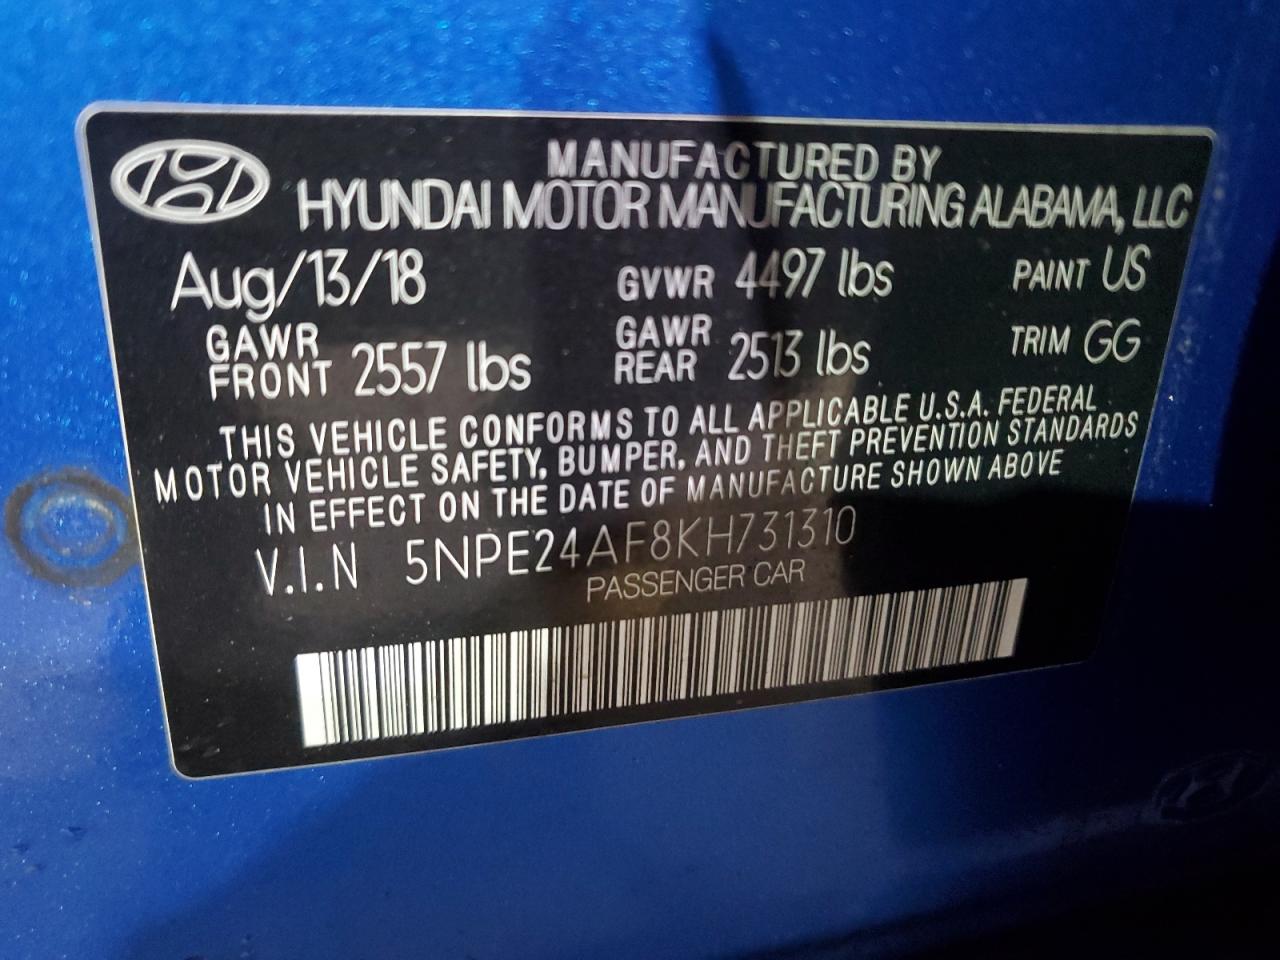 MANUFACTURED BY
HYUNDAI MOTOR MANUFACTURING ALABAMA, LLC
Aug/13/18 GVWR 4497 lbs PAINT US
GAWR FRONT 2557 lbs GAWR REAR 2513 lbs TRIM GG
THIS VEHICLE CONFORMS TO ALL APPLICABLE U.S.A. FEDERAL
MOTOR VEHICLE SAFETY, BUMPER, AND THEFT PREVENTION STANDARDS
IN EFFECT ON THE DATE OF MANUFACTURE SHOWN ABOVE
V.I.N 5NPE24AF8KH731310
PASSENGER CAR